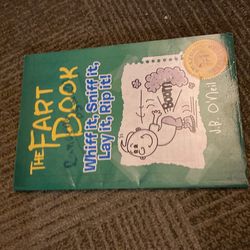 THE FART
BOOK
Whiff it, Sniff it,
Lay it, Rip it!
BOOM
J.B. O'Neil